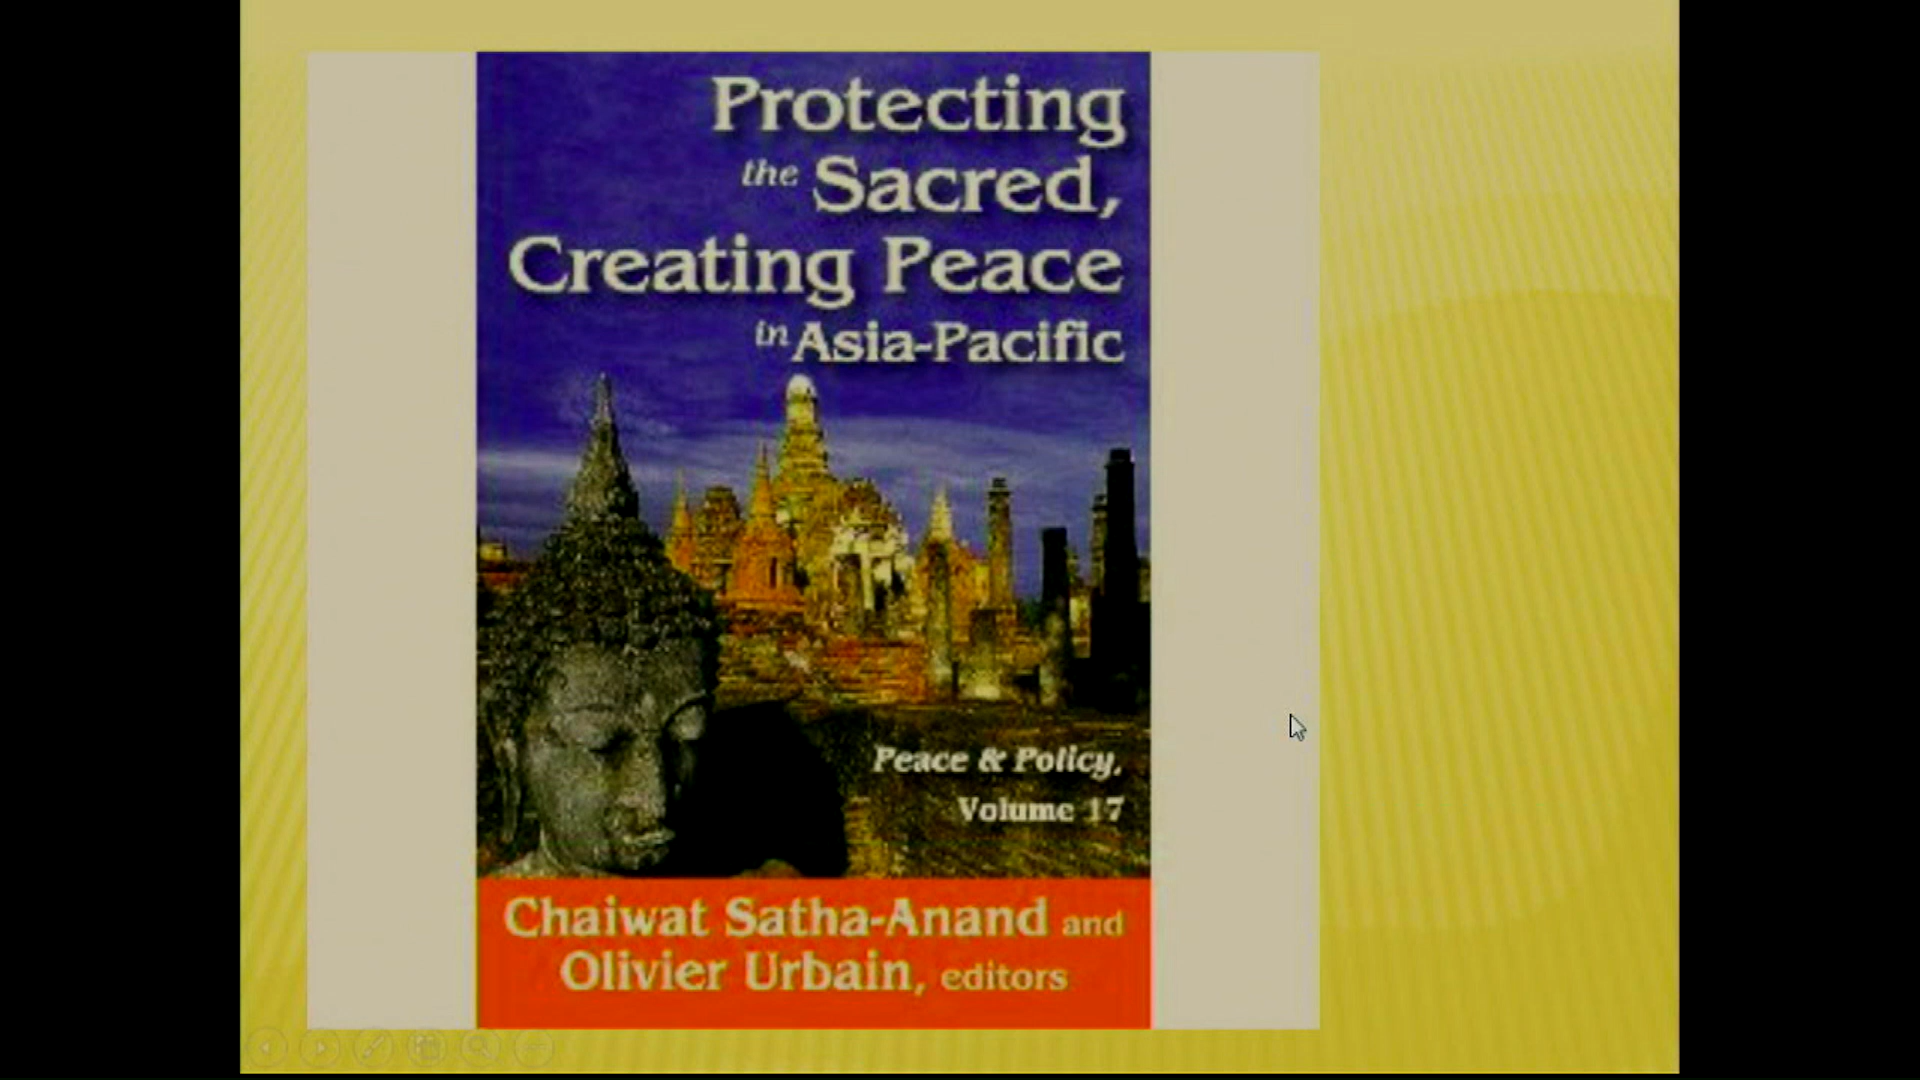 Protecting
the Sacred,
Creating Peace
in Asia-Pacific
Peace & Policy,
Volume 17
Chaiwat Satha-Anand and
Olivier Urbain, editors